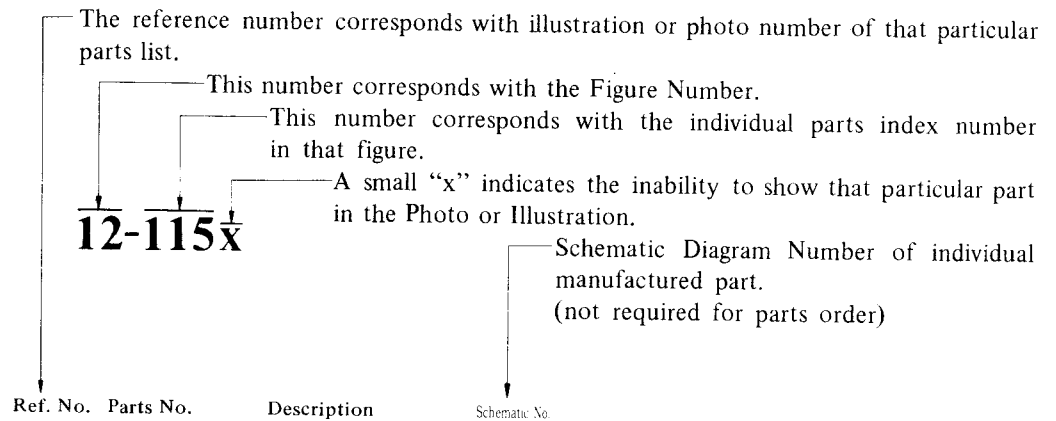 The reference number corresponds with illustration or photo number of that particular
parts list.
This number corresponds with the Figure Number.
This number corresponds with the individual parts index number
in that figure.
A small “x” indicates the inability to show that particular part
in the Photo or Illustration.
12-115x
Schematic Diagram Number of individual
manufactured part.
(not required for parts order)
Ref. No. Parts No. Description Schematic No.